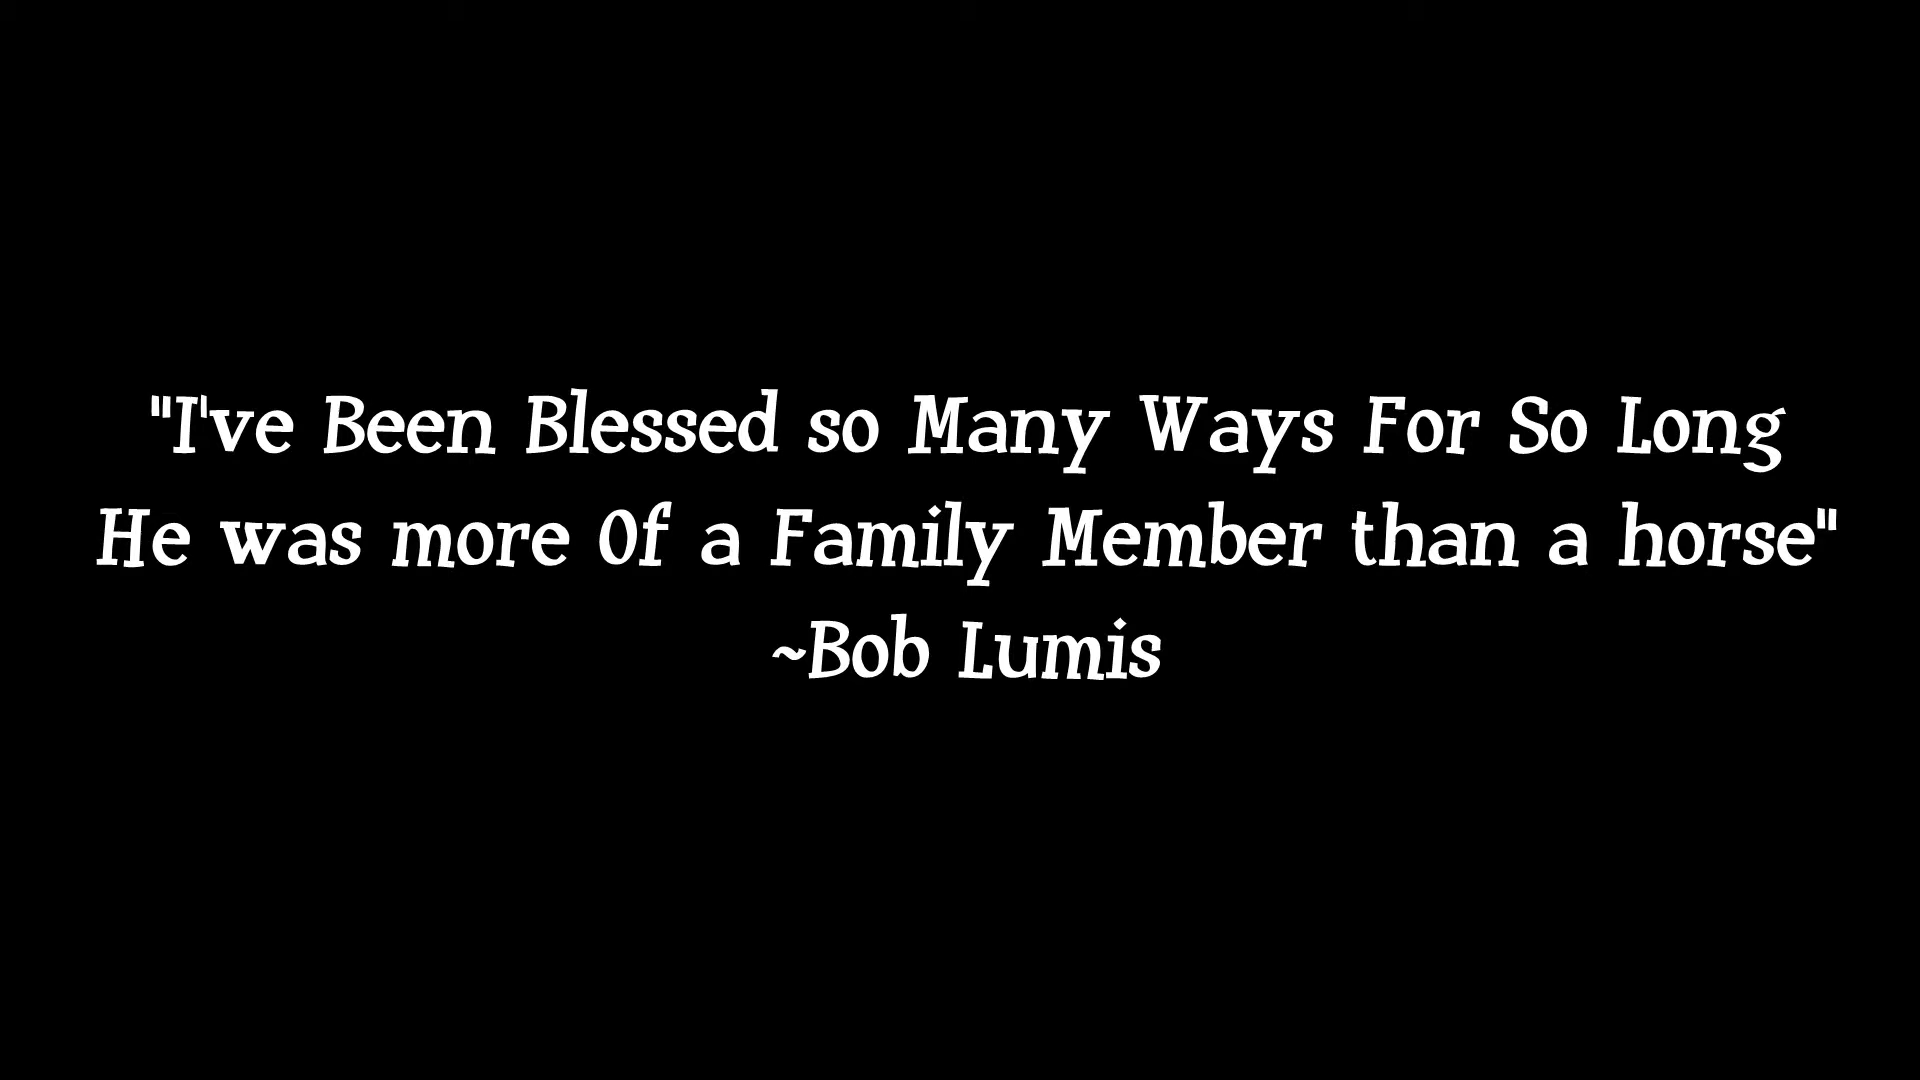 "I've Been Blessed so Many Ways For So Long
He was more Of a Family Member than a horse"
~Bob Lumis